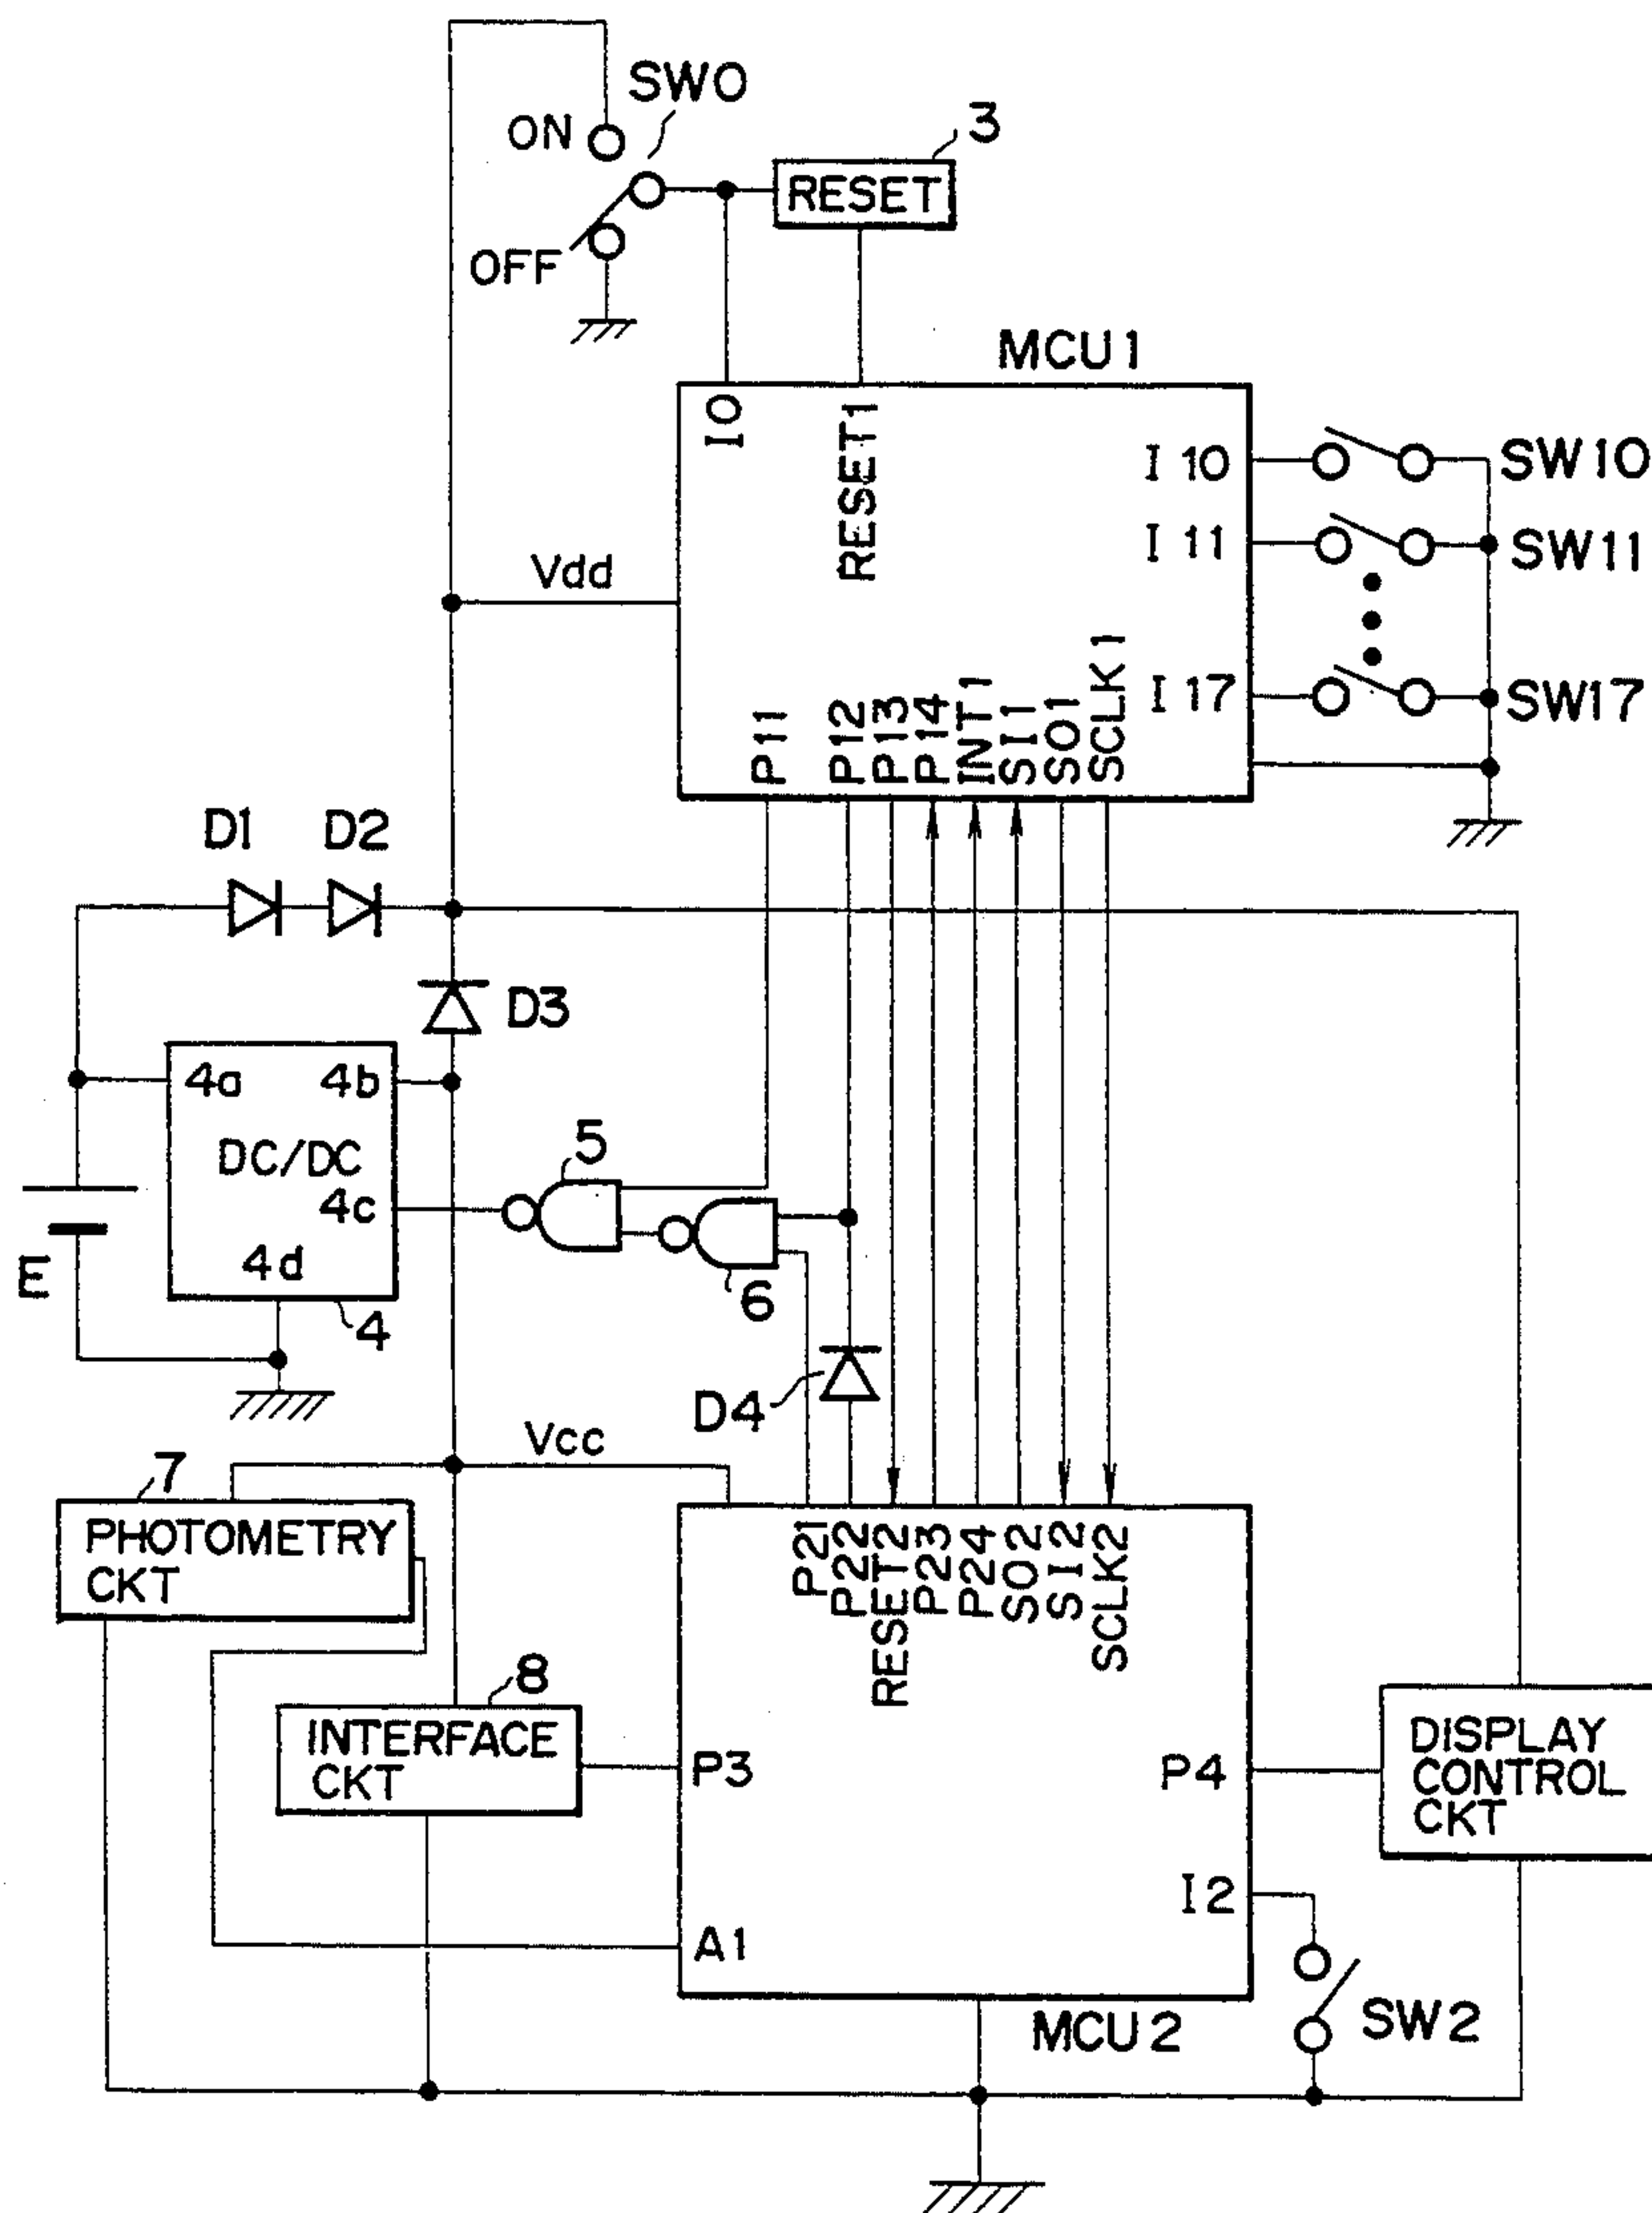 SW0
ON
3
RESET
OFF
MCU1
I0
RESET1
I 10
SW10
I 11
SW11
Vdd
I 17
SW17
P11
P12
P13
P14
INT1
SI1
SO1
SCLK1
D1
D2
D3
4a
4b
DC/DC
4c
4d
E
4
5
6
D4
Vcc
7
PHOTOMETRY
CKT
P21
P22
RESET2
P23
P24
SO2
SI2
SCLK2
8
INTERFACE
CKT
P3
P4
DISPLAY
CONTROL
CKT
I2
A1
SW2
MCU2